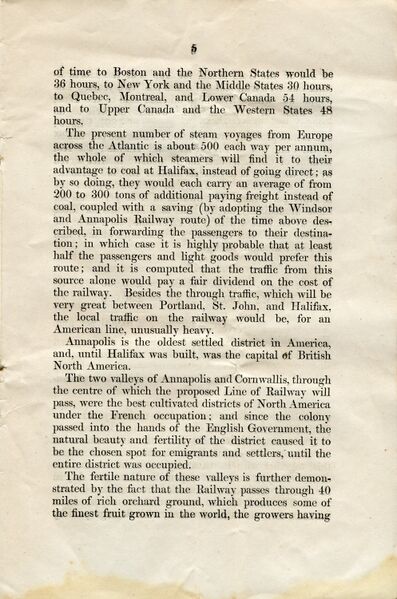 5
of time to Boston and the Northern States would be
36 hours, to New York and the Middle States 30 hours,
to Quebec, Montreal, and Lower Canada 54 hours,
and to Upper Canada and the Western States 48
hours.
The present number of steam voyages from Europe
across the Atlantic is about 500 each way per annum,
the whole of which steamers will find it to their
advantage to coal at Halifax, instead of going direct; as
by so doing, they would each carry an average of from
200 to 300 tons of additional paying freight instead of
coal, coupled with a saving (by adopting the Windsor
and Annapolis Railway route) of the time above des-
cribed, in forwarding the passengers to their destina-
tion; in which case it is highly probable that at least
half the passengers and light goods would prefer this
route; and it is computed that the traffic from this
source alone would pay a fair dividend on the cost of
the railway. Besides the through traffic, which will be
very great between Portland, St. John, and Halifax,
the local traffic on the railway would be, for an
American line, unusually heavy.
Annapolis is the oldest settled district in America,
and, until Halifax was built, was the capital of British
North America.
The two valleys of Annapolis and Cornwallis, through
the centre of which the proposed Line of Railway will
pass, were the best cultivated districts of North America
under the French occupation; and since the colony
passed into the hands of the English Government, the
natural beauty and fertility of the district caused it to
be the chosen spot for emigrants and settlers, until the
entire district was occupied.
The fertile nature of these valleys is further demon-
strated by the fact that the Railway passes through 40
miles of rich orchard ground, which produces some of
the finest fruit grown in the world, the growers having